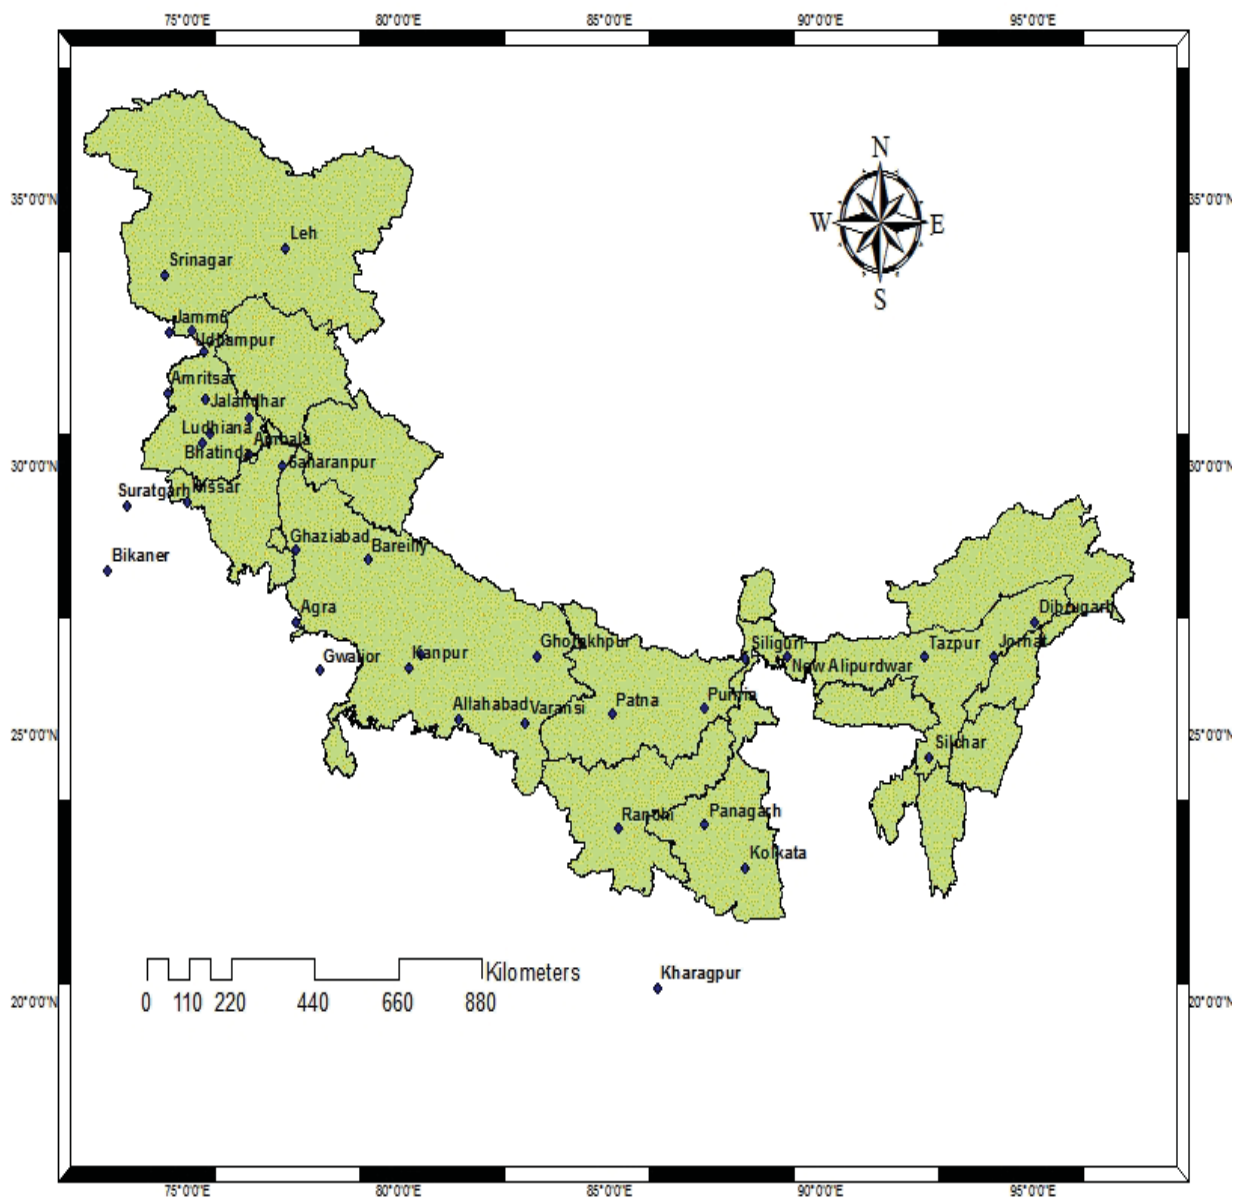 75°0'0"E 80°0'0"E 85°0'0"E 90°0'0"E 95°0'0"E
N
35°0'0"N 35°0'0"N
W E
Leh
Srinagar
S
Jammu
Udhampur
Amritsar
Jalandhar
Ludhiana
Ambala
Bhatinda
Saharanpur
30°0'0"N 30°0'0"N
Suratgarh
Hissar
Ghaziabad
Bareilly
Bikaner
Agra
Dibrugarh
Ghorakhpur
Siliguri
Tazpur
Jorhat
Gwalior
Kanpur
New Alipurdwar
Allahabad
Varansi
Patna
Purnia
25°0'0"N 25°0'0"N
Silchar
Randhi
Panagarh
Kolkata
Kilometers
Kharagpur
0 110 220 440 660 880
20°0'0"N 20°0'0"N
75°0'0"E 80°0'0"E 85°0'0"E 90°0'0"E 95°0'0"E